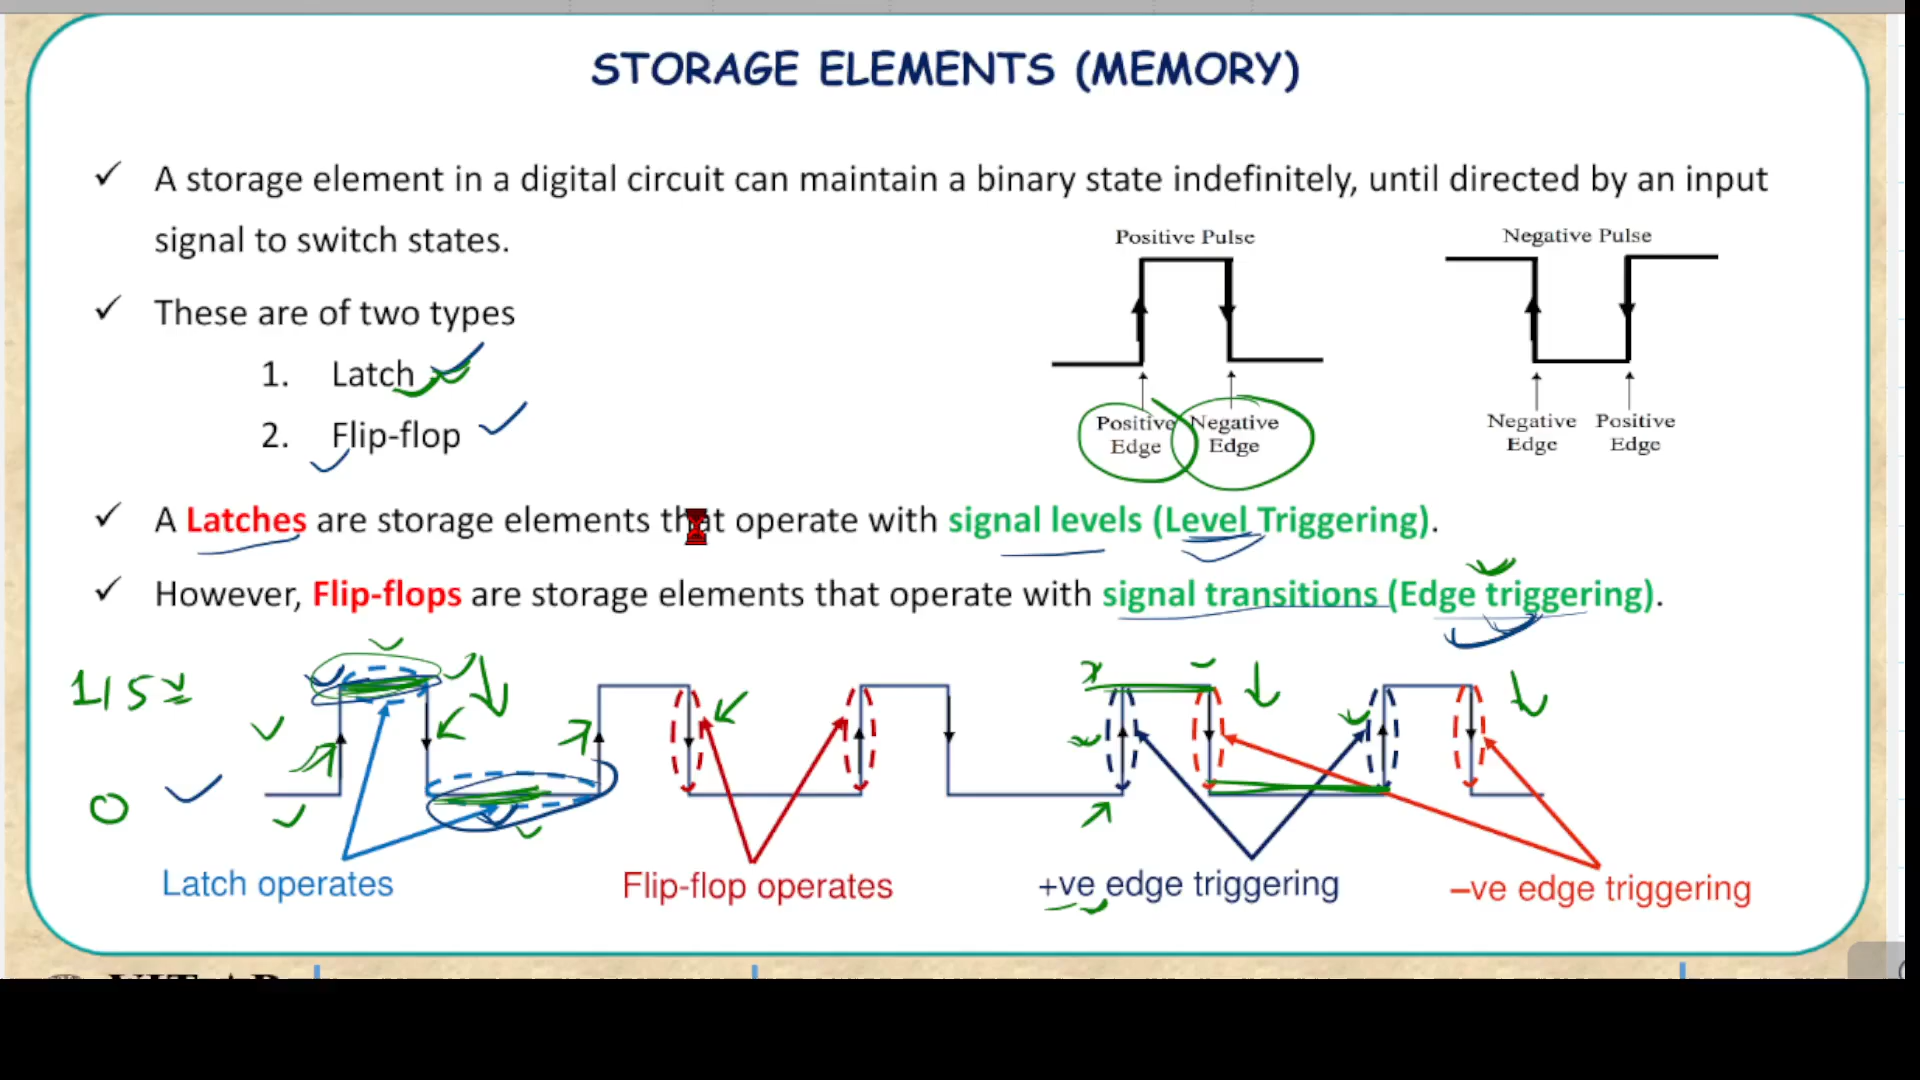 STORAGE ELEMENTS (MEMORY)
✓ A storage element in a digital circuit can maintain a binary state indefinitely, until directed by an input
signal to switch states.
Positive Pulse
Negative Pulse
✓ These are of two types
1. Latch
2. Flip-flop
Positive Edge
Negative Edge
Negative Edge
Positive Edge
✓ A Latches are storage elements that operate with signal levels (Level Triggering).
✓ However, Flip-flops are storage elements that operate with signal transitions (Edge triggering).
1/5v
0
Latch operates
Flip-flop operates
+ve edge triggering
–ve edge triggering